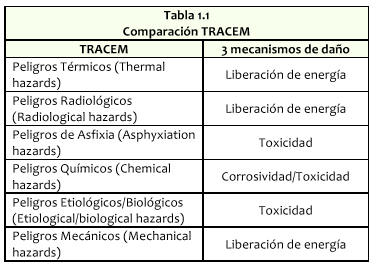 Tabla 1.1
Comparación TRACEM
TRACEM
3 mecanismos de daño
Peligros Térmicos (Thermal
hazards)
Liberación de energía
Peligros Radiológicos
(Radiological hazards)
Liberación de energía
Peligros de Asfixia (Asphyxiation
hazards)
Toxicidad
Peligros Químicos (Chemical
hazards)
Corrosividad/Toxicidad
Peligros Etiológicos/Biológicos
(Etiological/biological hazards)
Toxicidad
Peligros Mecánicos (Mechanical
hazards)
Liberación de energía